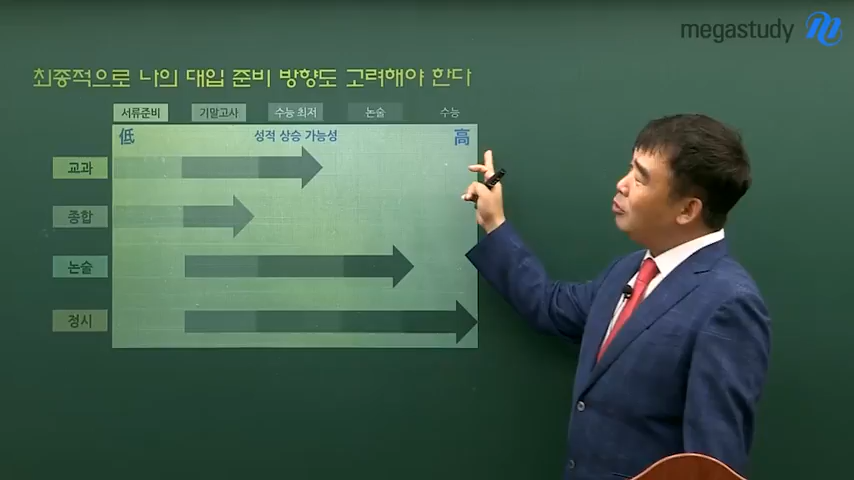 megastudy
최종적으로 나의 대입 준비 방향도 고려해야 한다
서류준비 기말고사 수능 최저 논술 수능
低 성적 상승 가능성 高
교과
종합
논술
정시